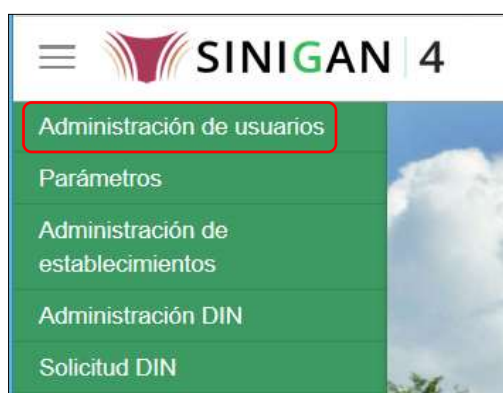 SINIGAN 4
Administración de usuarios
Parámetros
Administración de
establecimientos
Administración DIN
Solicitud DIN